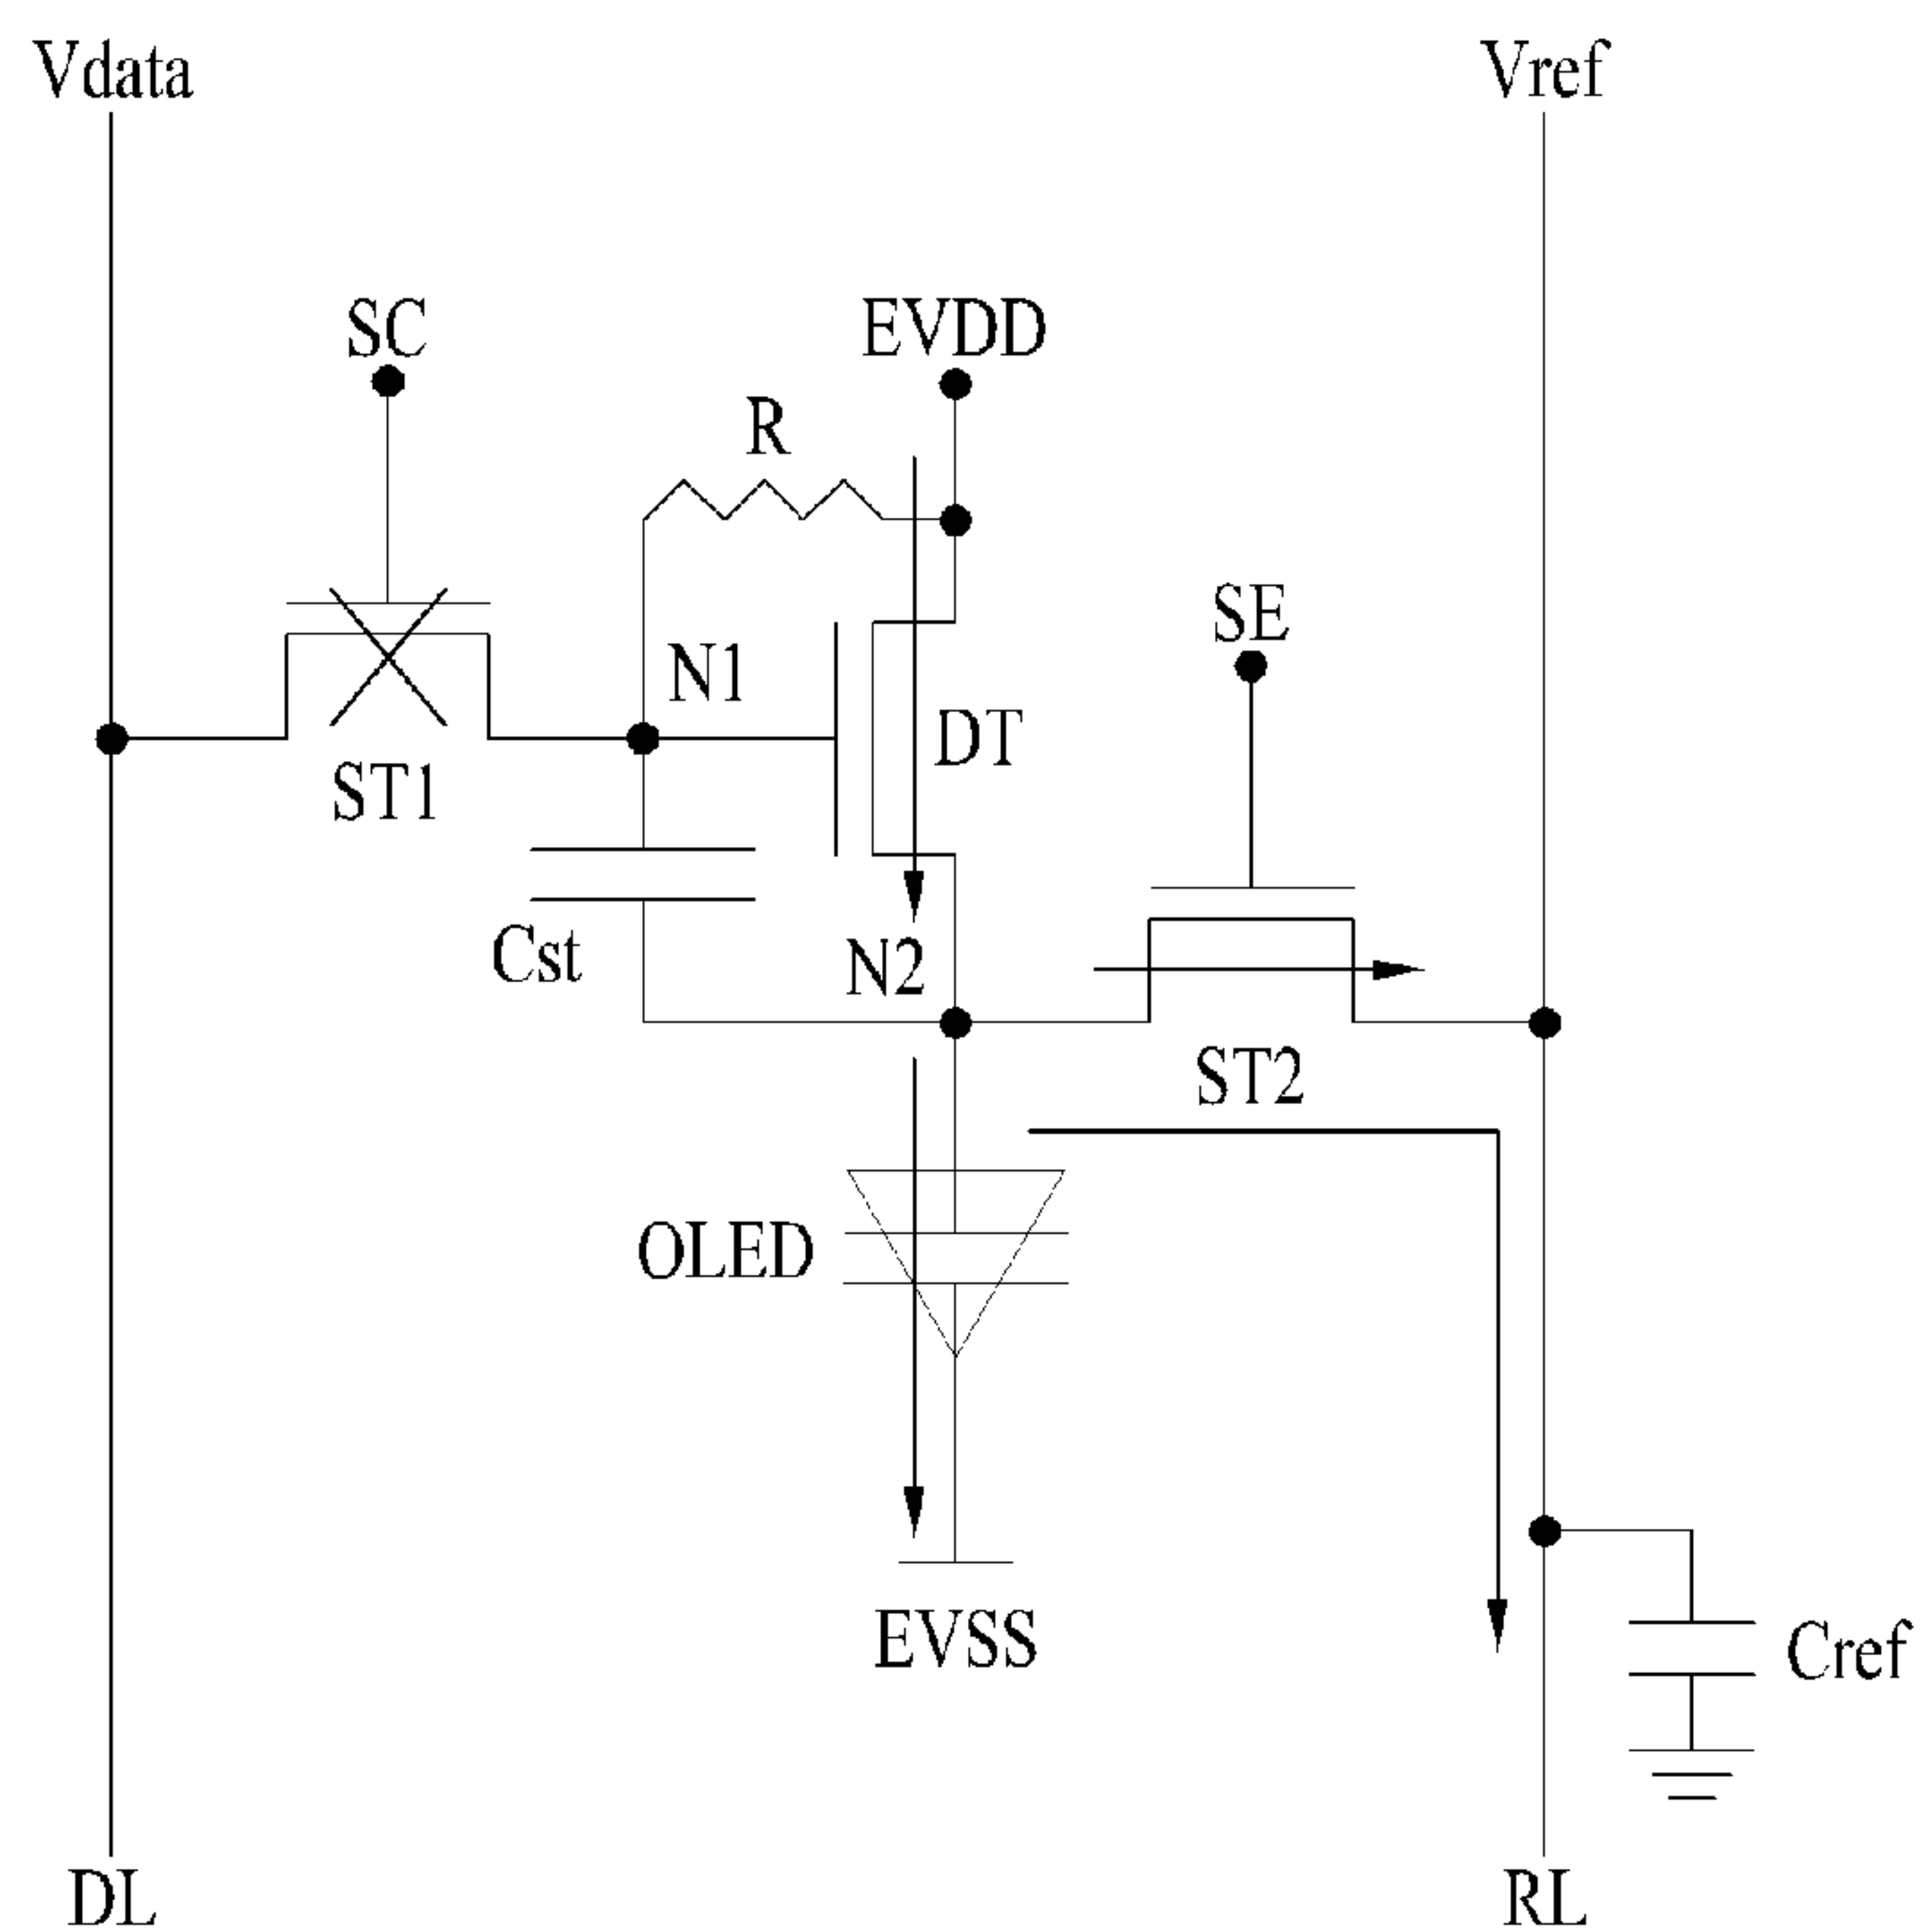 Vdata
Vref
SC
EVDD
R
SE
N1
DT
ST1
Cst
N2
ST2
OLED
EVSS
Cref
DL
RL